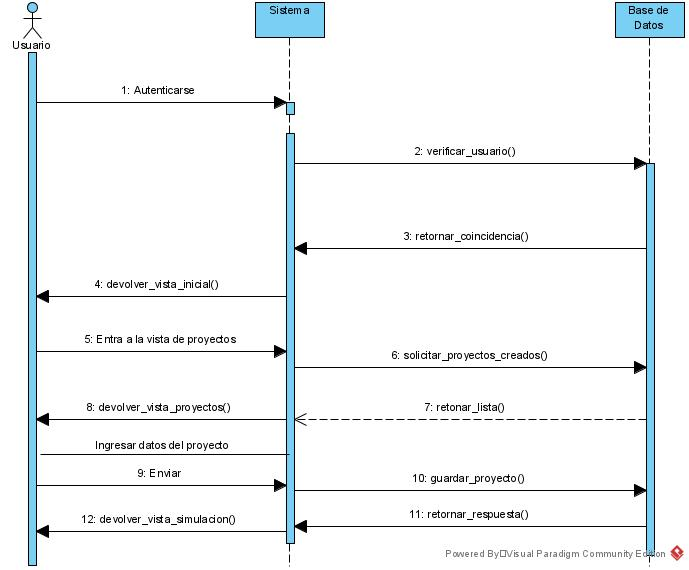 Usuario
Sistema
Base de
Datos
1: Autenticarse
2: verificar_usuario()
3: retornar_coincidencia()
4: devolver_vista_inicial()
5: Entra a la vista de proyectos
6: solicitar_proyectos_creados()
7: retonar_lista()
8: devolver_vista_proyectos()
Ingresar datos del proyecto
9: Enviar
10: guardar_proyecto()
11: retornar_respuesta()
12: devolver_vista_simulacion()
Powered By Visual Paradigm Community Edition